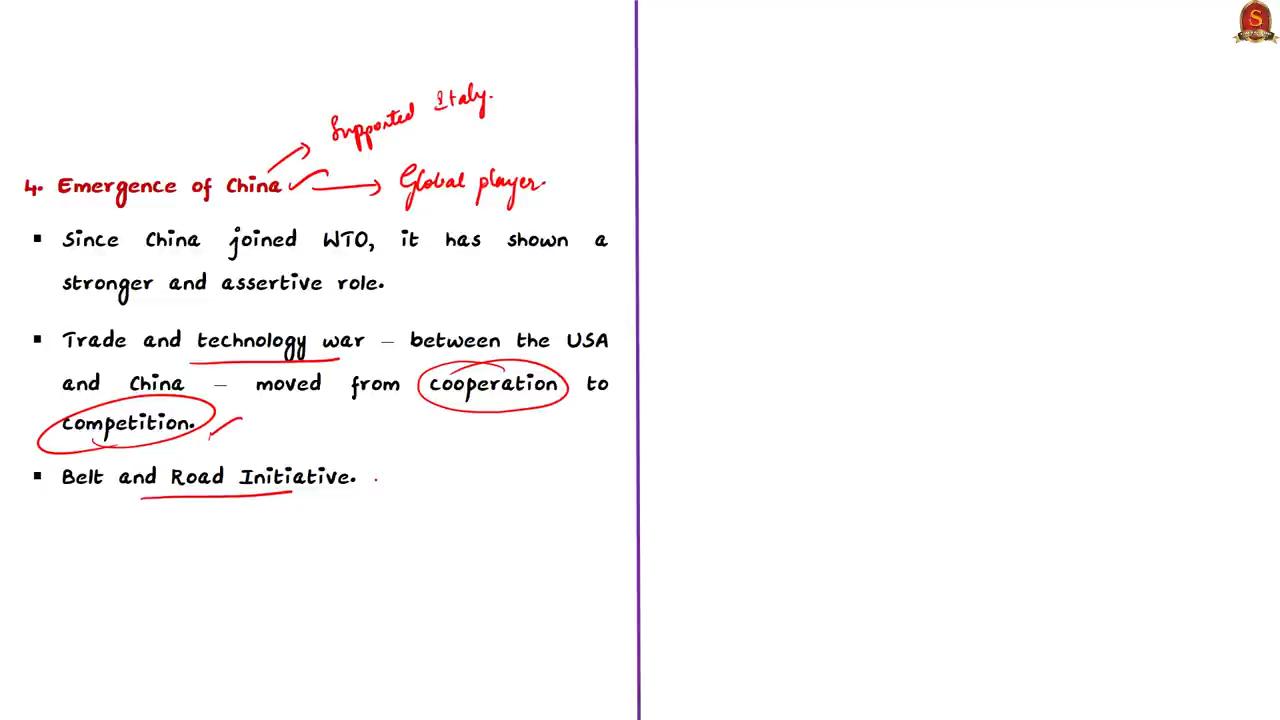 Supported Italy.
4. Emergence of China
Global player.
▪ Since China joined WTO, it has shown a
stronger and assertive role.
▪ Trade and technology war – between the USA
and China – moved from cooperation to
competition.
▪ Belt and Road Initiative.
S